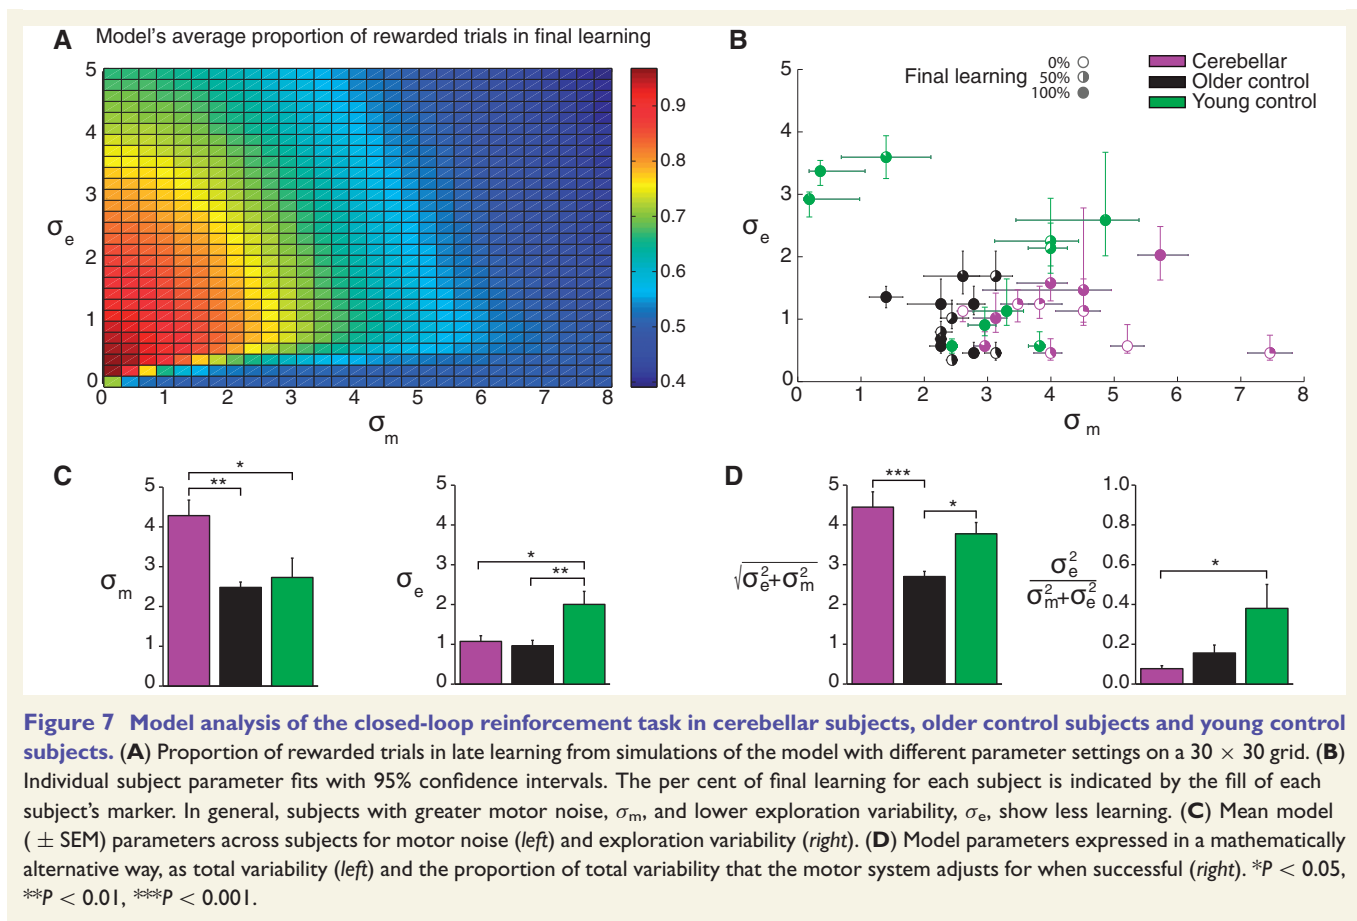 A Model's average proportion of rewarded trials in final learning
5
4
3
2
1
0
σe
0 1 2 3 4 5 6 7 8
σm
0.9
0.8
0.7
0.6
0.5
0.4
B
Final learning
0%
50%
100%
Cerebellar
Older control
Young control
5
4
3
2
1
0
σe
0 1 2 3 4 5 6 7 8
σm
C
5
4
3
2
1
0
σm
*
**
5
4
3
2
1
0
σe
*
**
D
5
4
3
2
1
0
√σe²+σm²
***
*
1.0
0.8
0.6
0.4
0.2
0.0
σe²
σm²+σe²
*
Figure 7 Model analysis of the closed-loop reinforcement task in cerebellar subjects, older control subjects and young control
subjects. (A) Proportion of rewarded trials in late learning from simulations of the model with different parameter settings on a 30 × 30 grid. (B)
Individual subject parameter fits with 95% confidence intervals. The per cent of final learning for each subject is indicated by the fill of each
subject's marker. In general, subjects with greater motor noise, σm, and lower exploration variability, σe, show less learning. (C) Mean model
( ± SEM) parameters across subjects for motor noise (left) and exploration variability (right). (D) Model parameters expressed in a mathematically
alternative way, as total variability (left) and the proportion of total variability that the motor system adjusts for when successful (right). *P < 0.05,
**P < 0.01, ***P < 0.001.